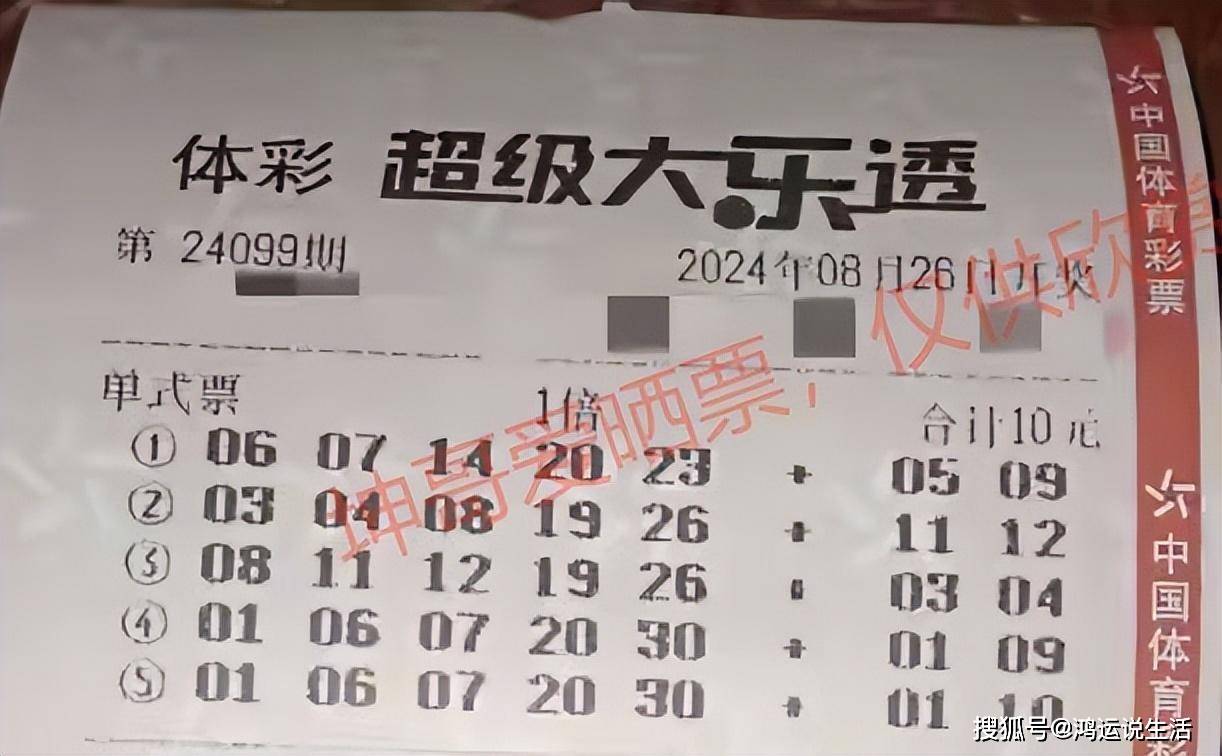 体彩 超级大乐透
第 24099期 2024年08月26日开奖
单式票 1倍 合计10元
① 06 07 14 20 23 + 05 09
② 03 04 08 19 26 + 11 12
③ 08 11 12 19 26 + 03 04
④ 01 06 07 20 30 + 01 09
⑤ 01 06 07 20 30 + 01 10
坤哥爱晒票，仅供欣赏
中国体育彩票
中国体育
搜狐号@鸿运说生活